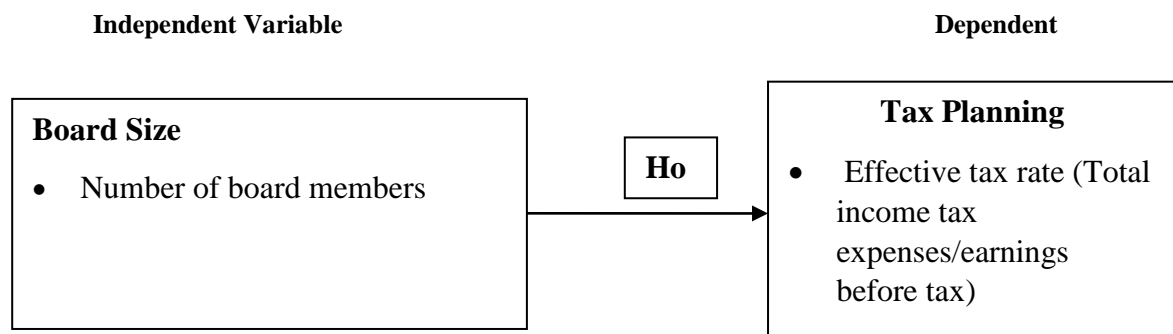 Independent Variable
Dependent
Board Size
• Number of board members
Ho
Tax Planning
• Effective tax rate (Total
income tax
expenses/earnings
before tax)